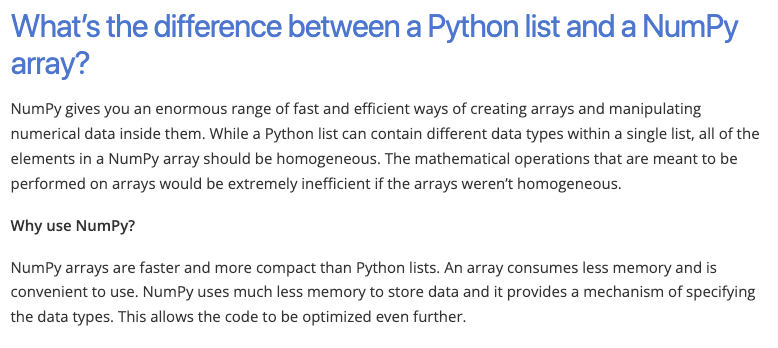 What's the difference between a Python list and a NumPy
array?
NumPy gives you an enormous range of fast and efficient ways of creating arrays and manipulating
numerical data inside them. While a Python list can contain different data types within a single list, all of the
elements in a NumPy array should be homogeneous. The mathematical operations that are meant to be
performed on arrays would be extremely inefficient if the arrays weren't homogeneous.
Why use NumPy?
NumPy arrays are faster and more compact than Python lists. An array consumes less memory and is
convenient to use. NumPy uses much less memory to store data and it provides a mechanism of specifying
the data types. This allows the code to be optimized even further.